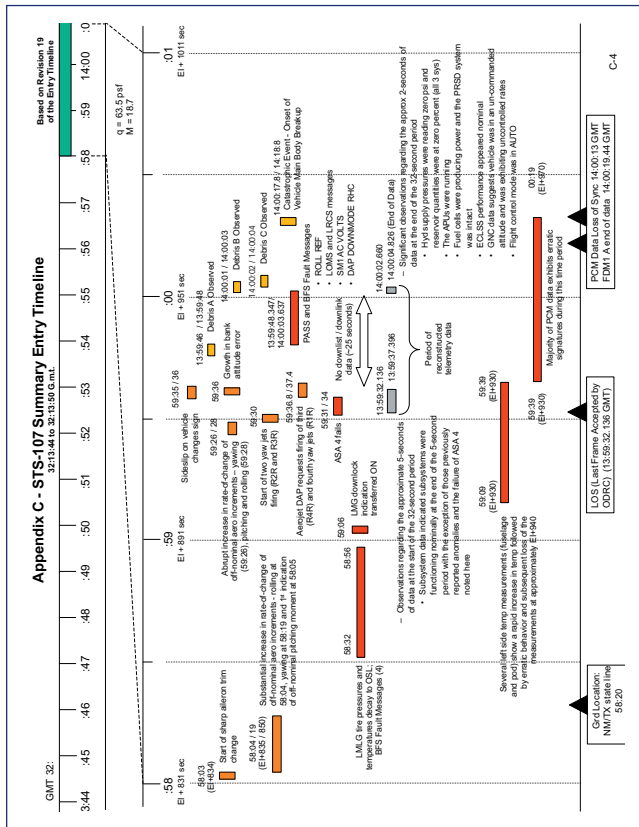 Appendix C - STS-107 Summary Entry Timeline
32:13:44 to 32:13:50 G.m.t.
Based on Revision 19
of the Entry Timeline
GMT 32:
3:44
:45
:46
:47
:48
:49
:50
:51
:52
:53
:54
:55
:56
:57
:58
:59
14:00
:0
q = 63.5 psf
M = 18.7
:58
:59
:00
:01
EI + 831 sec
EI + 891 sec
EI + 951 sec
EI + 1011 sec
58:03
(EI+834)
Start of sharp aileron trim
change
58:04 / 19
(EI+835 / 850)
Substantial increase in rate-of-change of
off-nominal aero increments - rolling at
58:04, yawing at 58:19 and 1st indication
of off-nominal pitching moment at 58:05
LMLG tire pressures and
temperatures decay to OSL;
BFS Fault Messages (4)
58:32
58:56
59:06
LMG downlock
indication
transferred ON
59:35 / 36
Sideslip on vehicle
changes sign
59:26 / 28
Abrupt increase in rate-of-change of
off-nominal aero increments – yawing
(59:26), pitching and rolling (59:28)
59:36
Growth in bank
attitude error
59:30
Start of two yaw jets
firing (R2R and R3R)
59:36.8 / 37.4
Aerojet DAP requests firing of third
(R4R) and fourth yaw jets (R1R)
59:31 / 34
ASA 4 fails
13:59:46 / 13:59:48
Debris A Observed
14:00:01 / 14:00:03
Debris B Observed
14:00:02 / 14:00:04
Debris C Observed
14:00:17.8 / 14:18:8
Catastrophic Event - Onset of
Vehicle Main Body Breakup
13:59:48.347/
14:00:03.637
PASS and BFS Fault Messages
• ROLL REF
• LOMS and LRCS messages
• SM1 AC VOLTS
• DAP DOWNMODE RHC
No downlist / downlink
data (~25 seconds)
13:59:32.136
13:59:37.396
14:00:02.660
14:00:04.826 (End of Data)
Period of
reconstructed
telemetry data
– Observations regarding the approximate 5-seconds
of data at the start of the 32-second period
• Subsystem data indicated subsystems were
functioning nominally at the end of the 5-second
period with the exception of those previously
reported anomalies and the failure of ASA 4
noted here
– Significant observations regarding the approx 2-seconds of
data at the end of the 32-second period
• Hyd supply pressures were reading zero psi and
reservoir quantities were at zero percent (all 3 sys)
• The APUs were running
• Fuel cells were producing power and the PRSD system
was intact
• ECLSS performance appeared nominal
• GNC data suggests vehicle was in an un-commanded
attitude and was exhibiting uncontrolled rates
• Flight control mode was in AUTO
59:09
(EI+930)
59:39
(EI+930)
Several left side temp measurements (fuselage
and pod) show a rapid increase in temp followed
by erratic behavior and subsequent loss of the
measurements at approximately EI+940
59:39
(EI+930)
00:19
(EI+970)
Majority of PCM data exhibits erratic
signatures during this time period
Grd Location:
NM/TX state line
58:20
LOS (Last Frame Accepted by
ODRC) (13:59:32.136 GMT)
PCM Data Loss of Sync 14:00:13 GMT
FDM1 A end of data 14:00:19.44 GMT
C-4